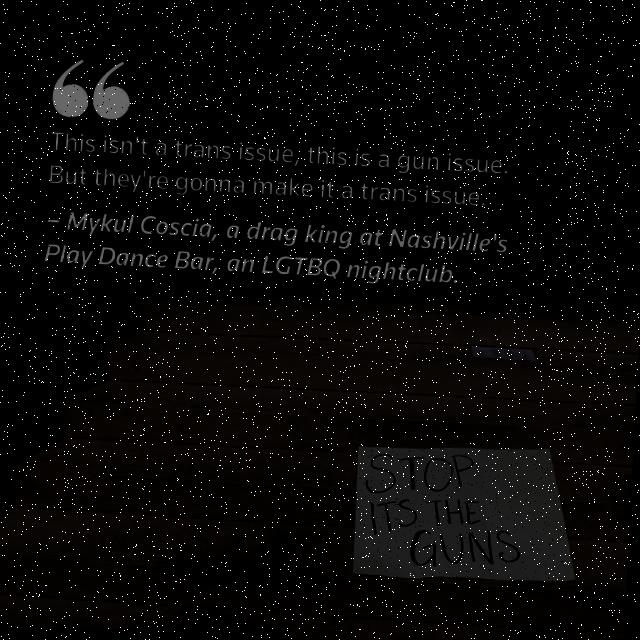 “
This isn't a trans issue, this is a gun issue.
But they're gonna make it a trans issue.
– Mykul Coscia, a drag king at Nashville's
Play Dance Bar, an LGTBQ nightclub.
STOP
ITS THE
GUNS